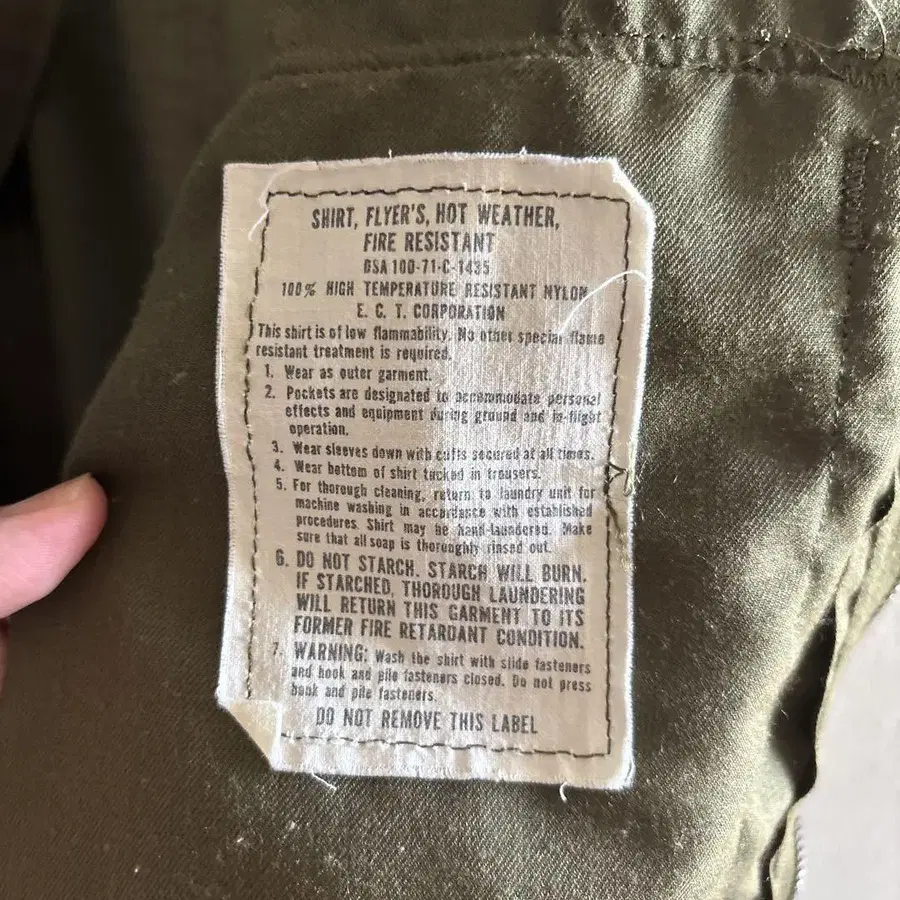 SHIRT, FLYER'S, HOT WEATHER,
FIRE RESISTANT
DSA 100-71-C-1435
100% HIGH TEMPERATURE RESISTANT NYLON
E. C. T. CORPORATION
This shirt is of low flammability. No other special flame
resistant treatment is required.
1. Wear as outer garment.
2. Pockets are designated to accommodate personal
effects and equipment during ground and in-flight
operation.
3. Wear sleeves down with cuffs secured at all times.
4. Wear bottom of shirt tucked in trousers.
5. For thorough cleaning, return to laundry unit for
machine washing in accordance with established
procedures. Shirt may be hand-laundered. Make
sure that all soap is thoroughly rinsed out.
6. DO NOT STARCH. STARCH WILL BURN.
IF STARCHED, THOROUGH LAUNDERING
WILL RETURN THIS GARMENT TO ITS
FORMER FIRE RETARDANT CONDITION.
7. WARNING: Wash the shirt with slide fasteners
and hook and pile fasteners closed. Do not press
hook and pile fasteners.
DO NOT REMOVE THIS LABEL